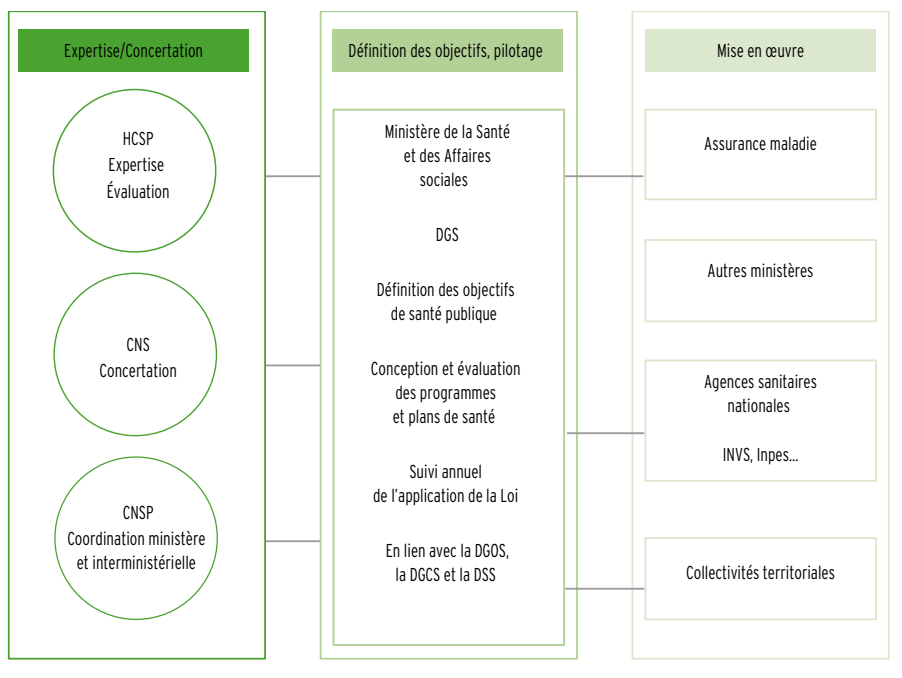 Expertise/Concertation
HCSP
Expertise
Évaluation
CNS
Concertation
CNSP
Coordination ministère
et interministérielle
Définition des objectifs, pilotage
Ministère de la Santé
et des Affaires
sociales
DGS
Définition des objectifs
de santé publique
Conception et évaluation
des programmes
et plans de santé
Suivi annuel
de l'application de la Loi
En lien avec la DGOS,
la DGCS et la DSS
Mise en œuvre
Assurance maladie
Autres ministères
Agences sanitaires
nationales
INVS, Inpes...
Collectivités territoriales